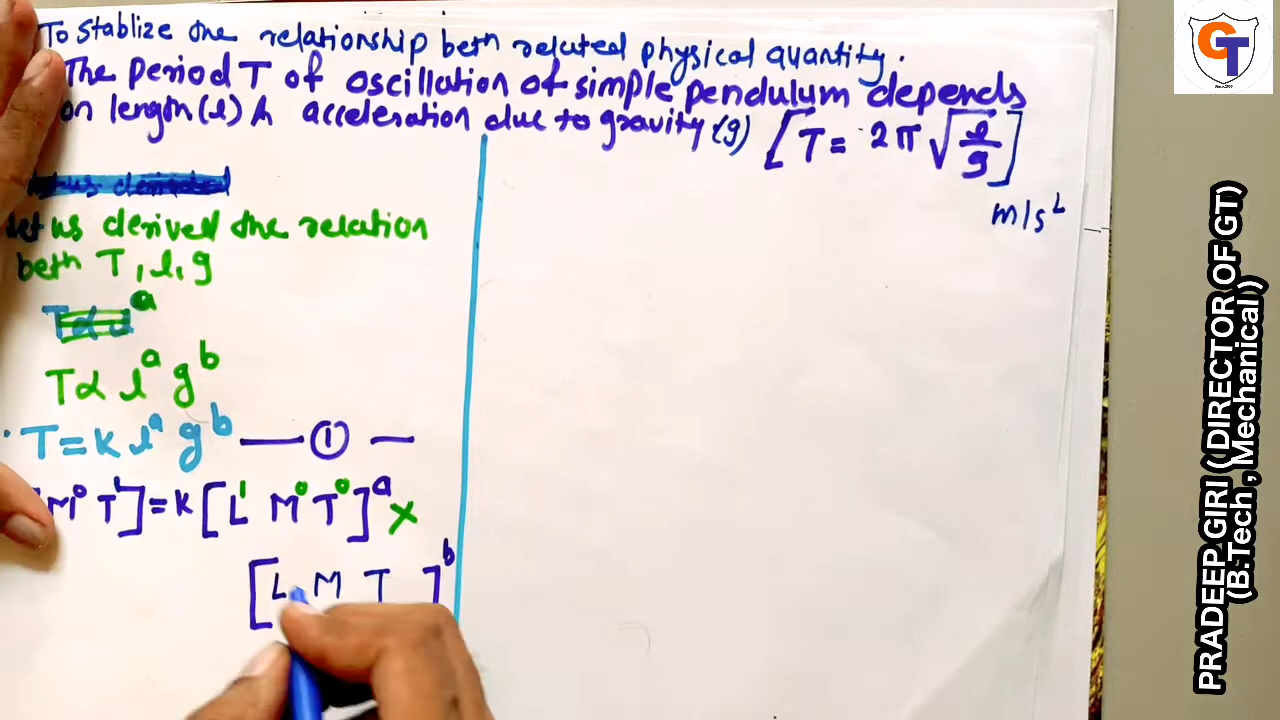 To Stablize the relationship betn related physical quantity.
The period T of oscillation of simple pendulum depends
on length (l) & acceleration due to gravity (g) [T = 2π √l/g]
m/s²
Let us derived the relation
betn T, l, g
T ∝ l^a g^b
T = K l^a g^b —— ① —
M⁰ T¹] = K [L¹ M⁰ T⁰]^a ×
[L M T ]^b
GT
PRADEEP GIRI ( DIRECTOR OF GT)
(B.Tech , Mechanical )